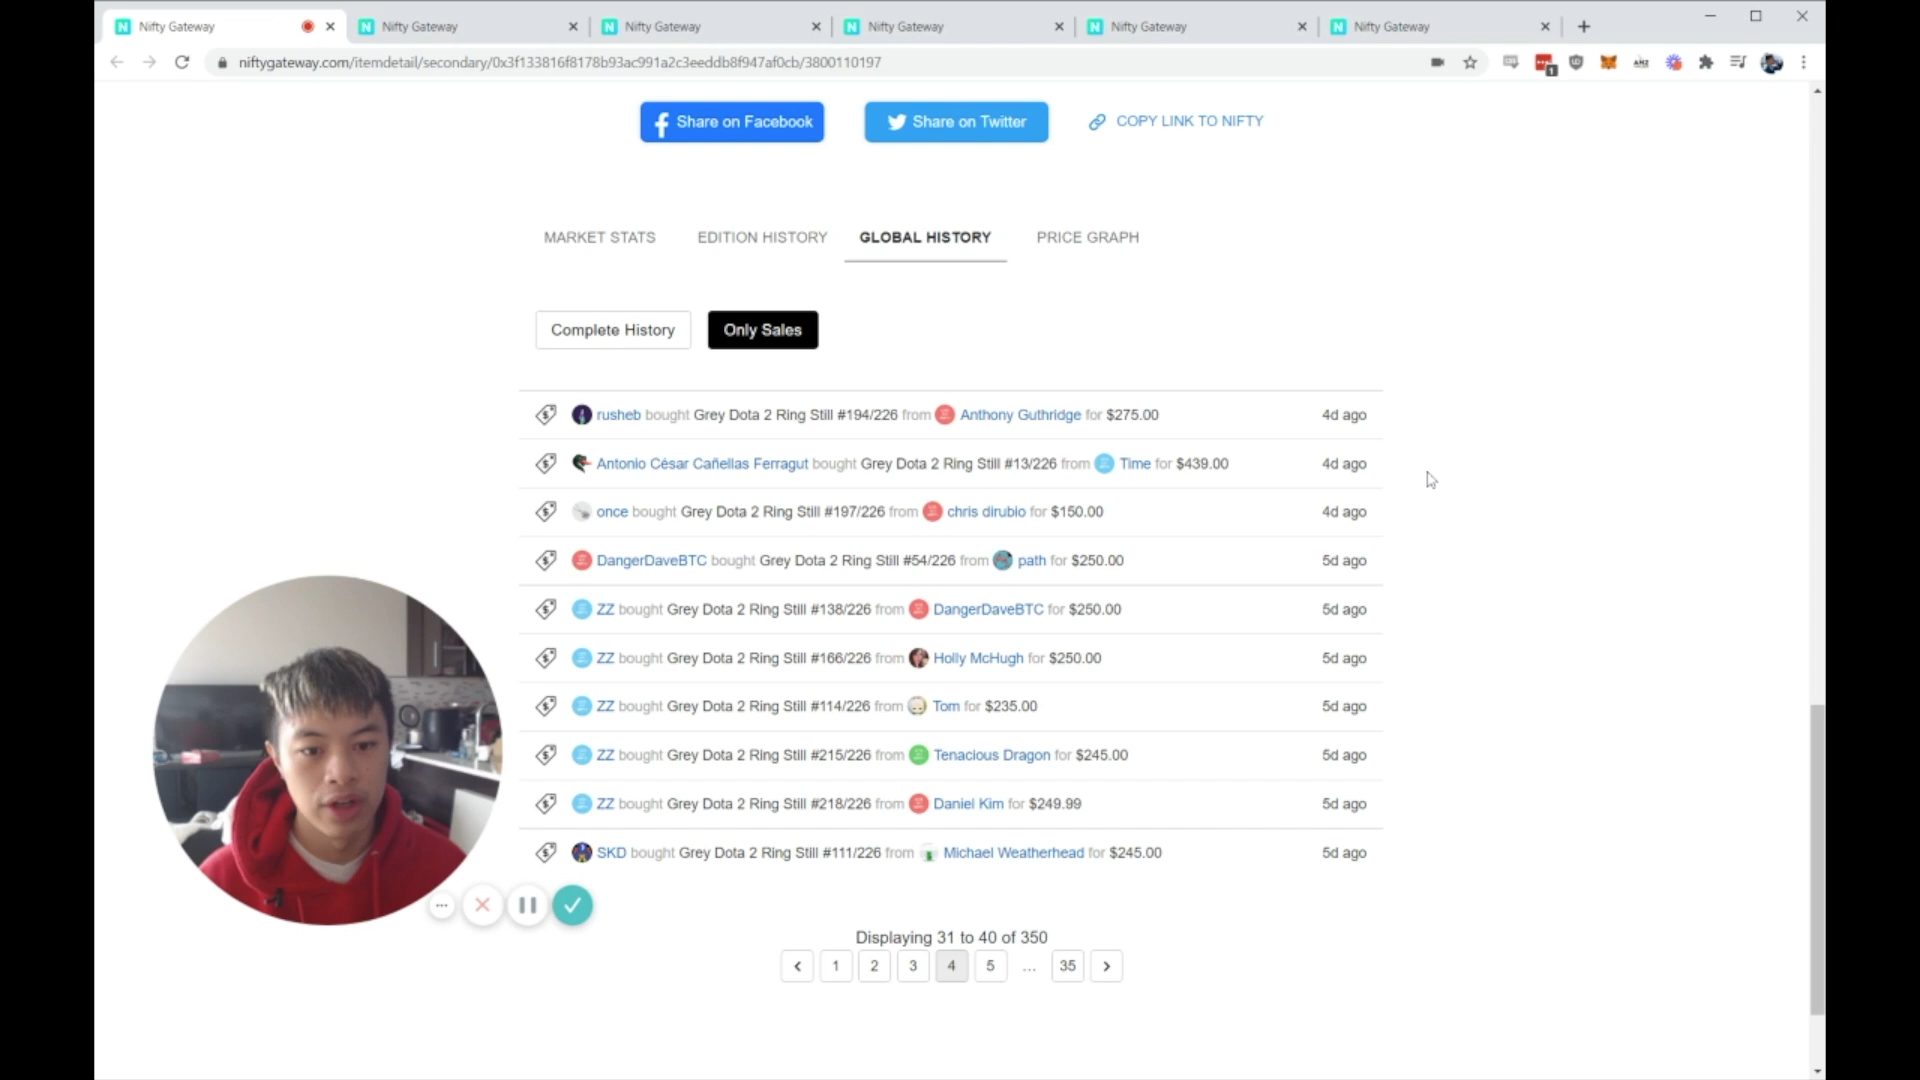 Nifty Gateway Nifty Gateway Nifty Gateway Nifty Gateway Nifty Gateway Nifty Gateway
niftygateway.com/itemdetail/secondary/0x3f133816f8178b93ac991a2c3eeddb8f947af0cb/3800110197
1
Share on Facebook Share on Twitter COPY LINK TO NIFTY
MARKET STATS EDITION HISTORY GLOBAL HISTORY PRICE GRAPH
Complete History Only Sales
rusheb bought Grey Dota 2 Ring Still #194/226 from Anthony Guthridge for $275.00 4d ago
Antonio César Cañellas Ferragut bought Grey Dota 2 Ring Still #13/226 from Time for $439.00 4d ago
once bought Grey Dota 2 Ring Still #197/226 from chris dirubio for $150.00 4d ago
DangerDaveBTC bought Grey Dota 2 Ring Still #54/226 from path for $250.00 5d ago
ZZ bought Grey Dota 2 Ring Still #138/226 from DangerDaveBTC for $250.00 5d ago
ZZ bought Grey Dota 2 Ring Still #166/226 from Holly McHugh for $250.00 5d ago
ZZ bought Grey Dota 2 Ring Still #114/226 from Tom for $235.00 5d ago
ZZ bought Grey Dota 2 Ring Still #215/226 from Tenacious Dragon for $245.00 5d ago
ZZ bought Grey Dota 2 Ring Still #218/226 from Daniel Kim for $249.99 5d ago
SKD bought Grey Dota 2 Ring Still #111/226 from Michael Weatherhead for $245.00 5d ago
Displaying 31 to 40 of 350
1 2 3 4 5 ... 35